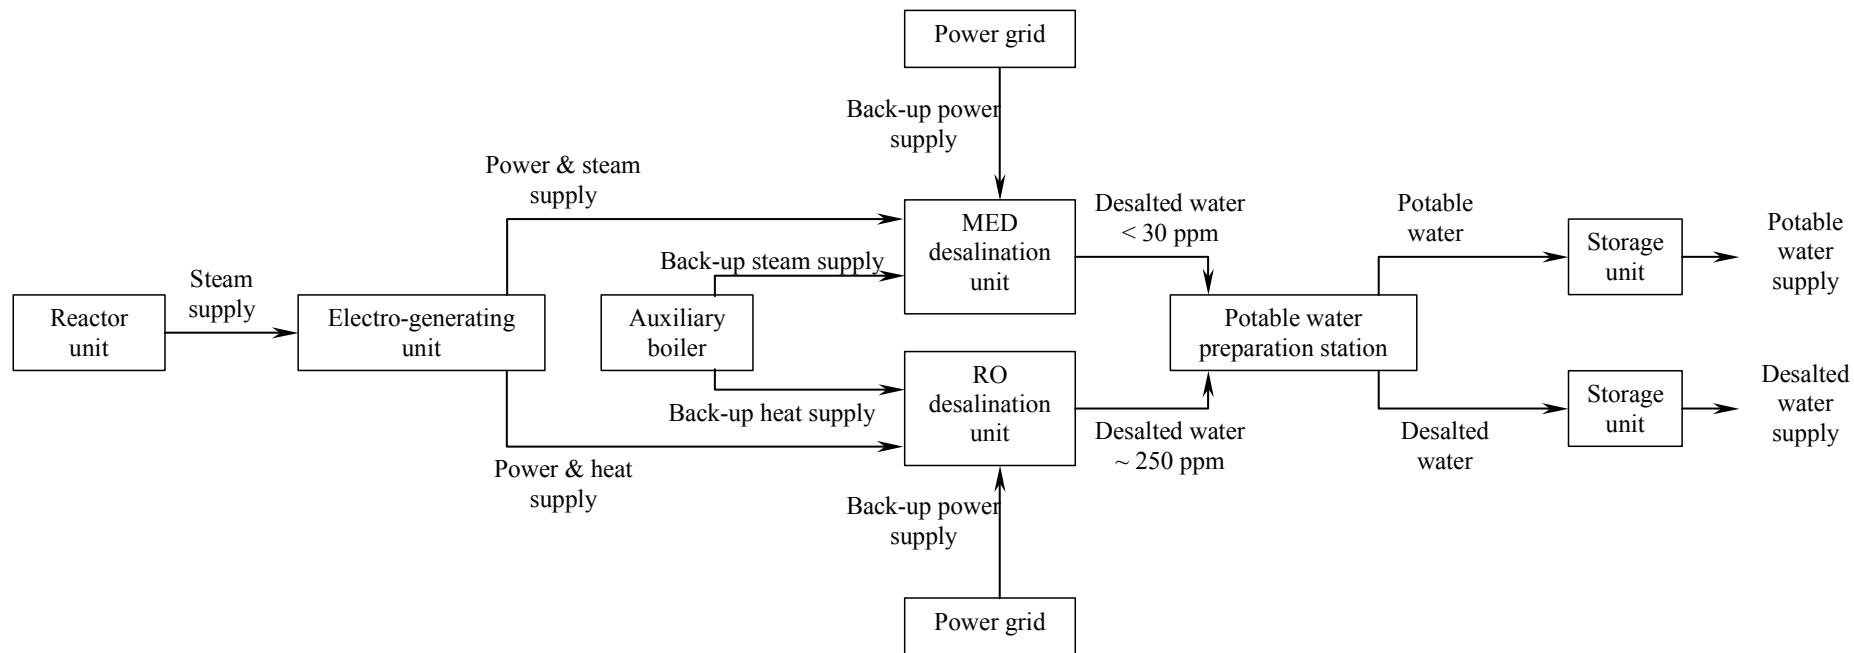 Power grid
Back-up power
supply
Power & steam
supply
MED
desalination
unit
Desalted water
< 30 ppm
Potable
water
Storage
unit
Potable
water
supply
Back-up steam supply
Steam
supply
Reactor
unit
Electro-generating
unit
Auxiliary
boiler
Potable water
preparation station
RO
desalination
unit
Back-up heat supply
Desalted water
~ 250 ppm
Desalted
water
Storage
unit
Desalted
water
supply
Power & heat
supply
Back-up power
supply
Power grid